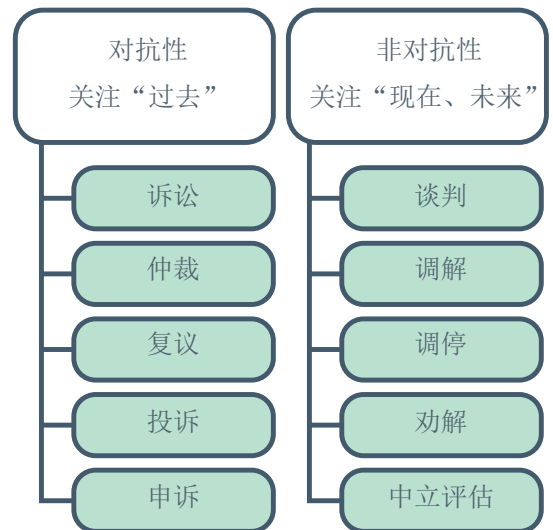 对抗性
关注“过去”
诉讼
仲裁
复议
投诉
申诉
非对抗性
关注“现在、未来”
谈判
调解
调停
劝解
中立评估